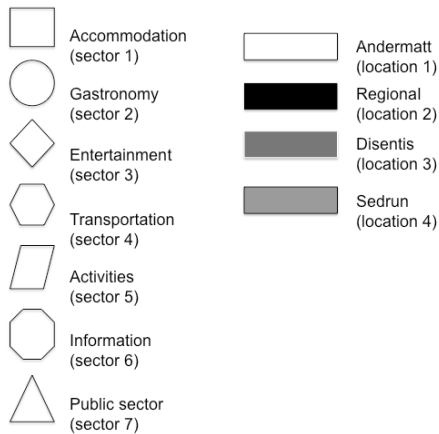 Accommodation
(sector 1)
Gastronomy
(sector 2)
Entertainment
(sector 3)
Transportation
(sector 4)
Activities
(sector 5)
Information
(sector 6)
Public sector
(sector 7)
Andermatt
(location 1)
Regional
(location 2)
Disentis
(location 3)
Sedrun
(location 4)